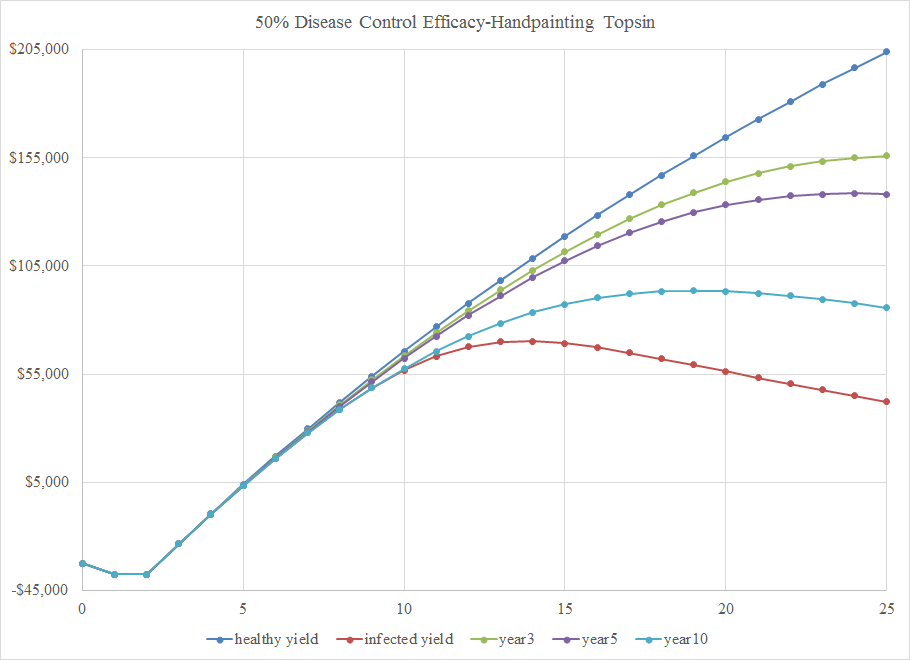 50% Disease Control Efficacy-Handpainting Topsin
$205,000
$155,000
$105,000
$55,000
$5,000
-$45,000
0 5 10 15 20 25
healthy yield infected yield year3 year5 year10